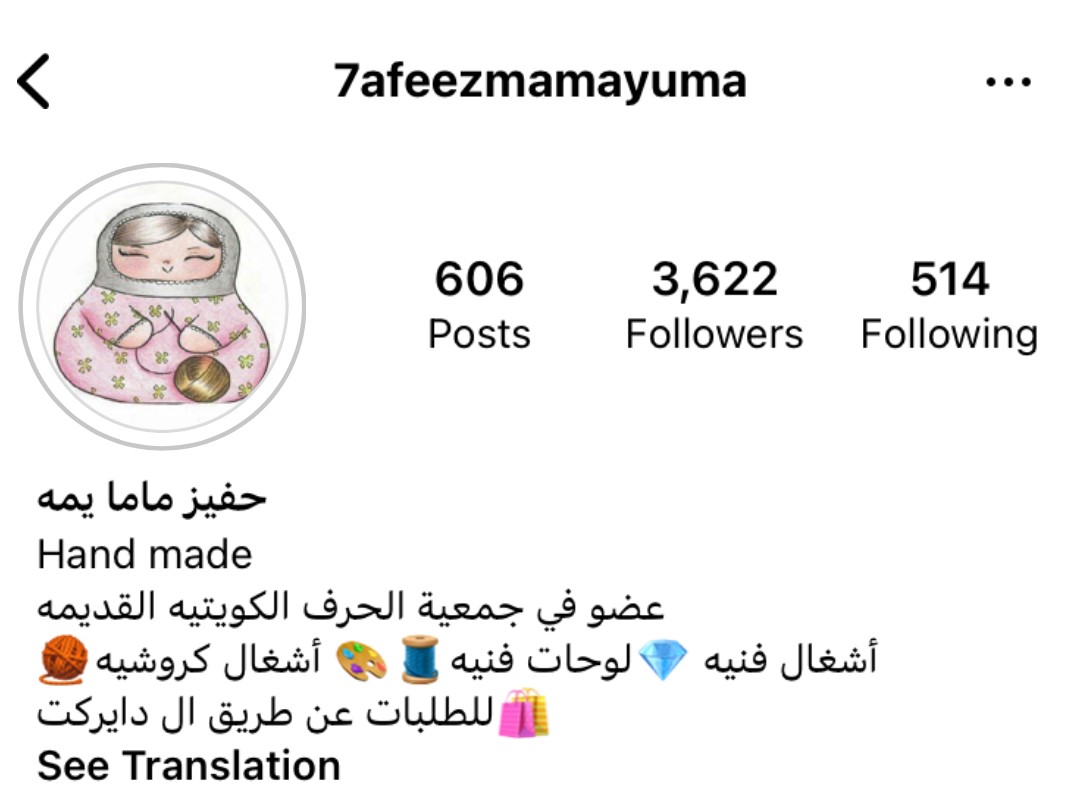 7afeezmamayuma
606 3,622 514
Posts Followers Following
حفيز ماما يمه
Hand made
عضو في جمعية الحرف الكويتيه القديمه
أشغال فنيه 💎لوحات فنيه 🧵🎨 أشغال كروشيه🧶
🛍️للطلبات عن طريق ال دايركت
See Translation